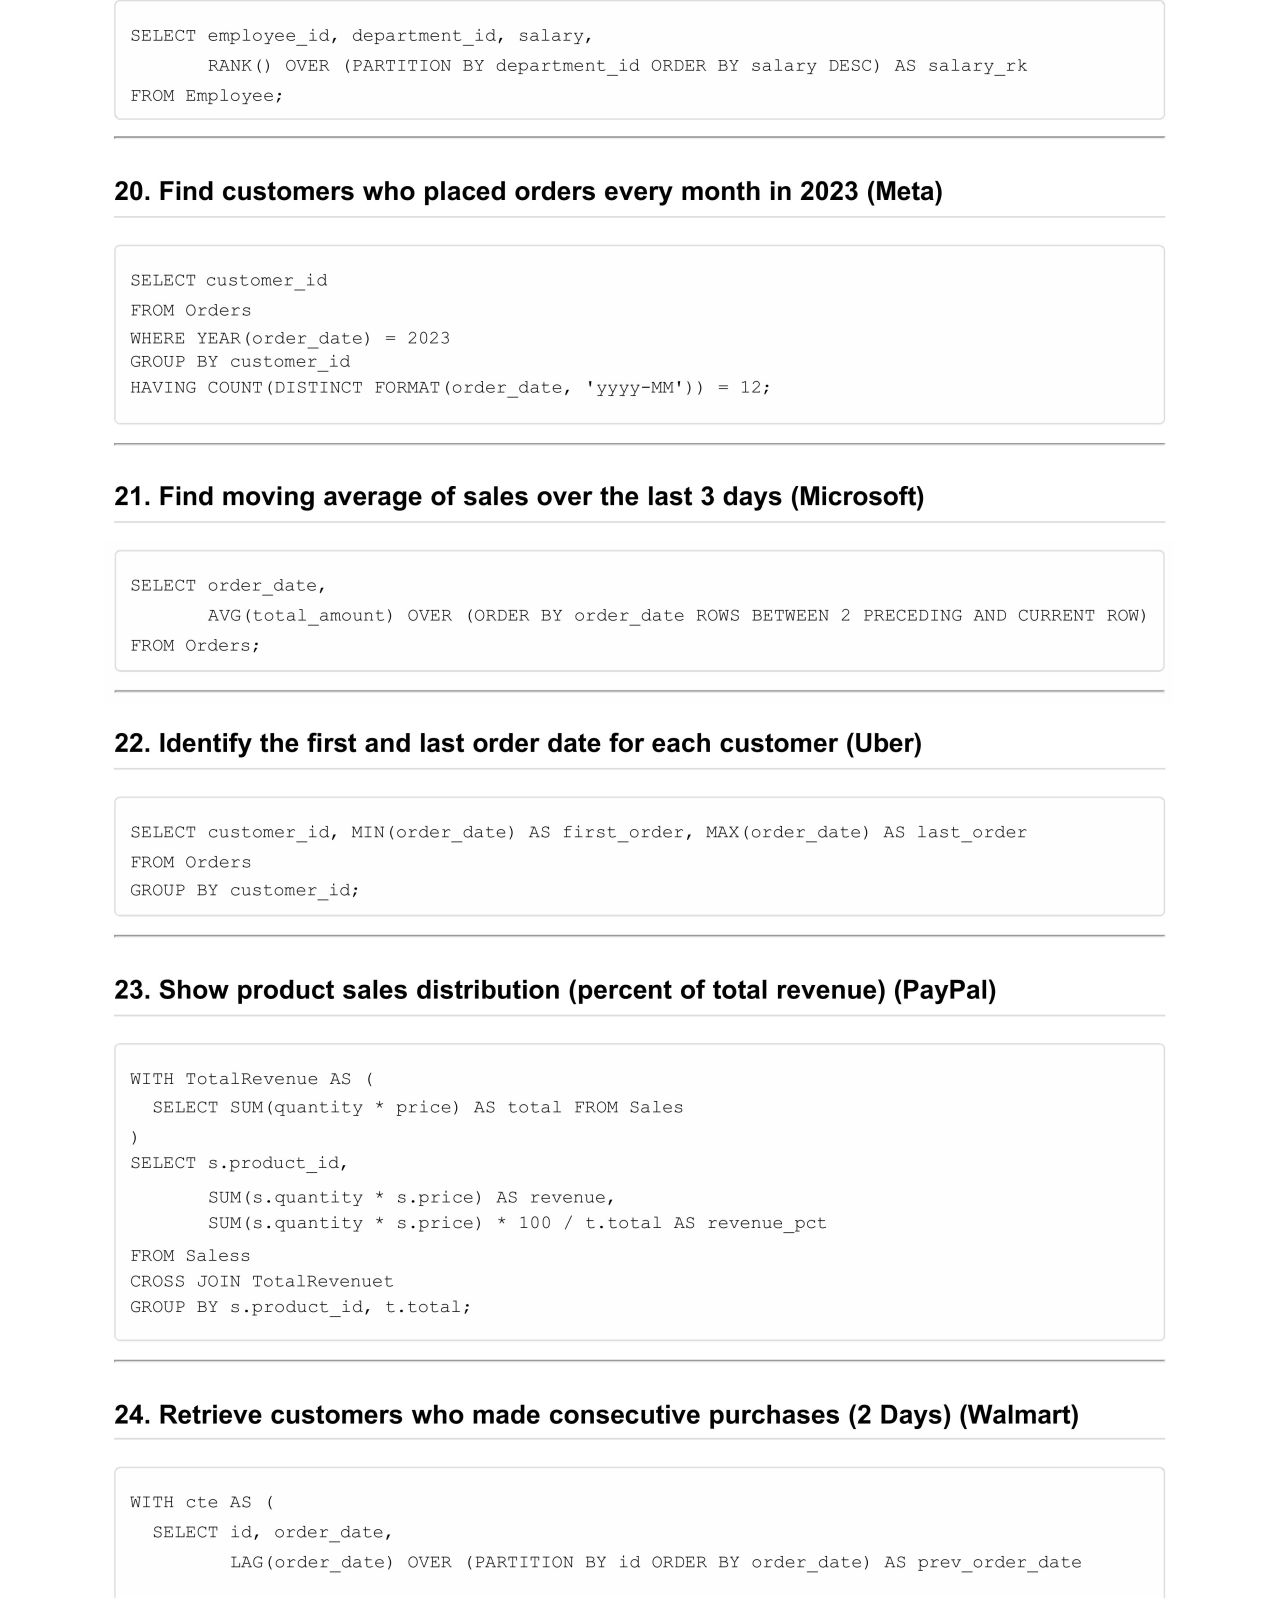 SELECT employee_id, department_id, salary,
       RANK() OVER (PARTITION BY department_id ORDER BY salary DESC) AS salary_rk
FROM Employee;
20. Find customers who placed orders every month in 2023 (Meta)
SELECT customer_id
FROM Orders
WHERE YEAR(order_date) = 2023
GROUP BY customer_id
HAVING COUNT(DISTINCT FORMAT(order_date, 'yyyy-MM')) = 12;
21. Find moving average of sales over the last 3 days (Microsoft)
SELECT order_date,
       AVG(total_amount) OVER (ORDER BY order_date ROWS BETWEEN 2 PRECEDING AND CURRENT ROW)
FROM Orders;
22. Identify the first and last order date for each customer (Uber)
SELECT customer_id, MIN(order_date) AS first_order, MAX(order_date) AS last_order
FROM Orders
GROUP BY customer_id;
23. Show product sales distribution (percent of total revenue) (PayPal)
WITH TotalRevenue AS (
  SELECT SUM(quantity * price) AS total FROM Sales
)
SELECT s.product_id,
       SUM(s.quantity * s.price) AS revenue,
       SUM(s.quantity * s.price) * 100 / t.total AS revenue_pct
FROM Saless
CROSS JOIN TotalRevenuet
GROUP BY s.product_id, t.total;
24. Retrieve customers who made consecutive purchases (2 Days) (Walmart)
WITH cte AS (
  SELECT id, order_date,
         LAG(order_date) OVER (PARTITION BY id ORDER BY order_date) AS prev_order_date